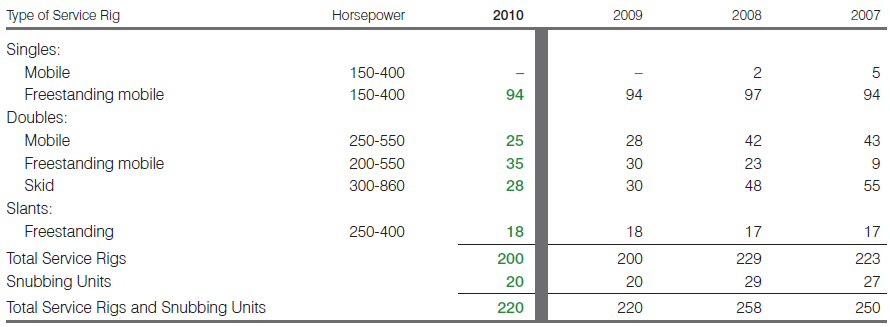 Type of Service Rig Horsepower 2010 2009 2008 2007
Singles:
Mobile 150-400 – – 2 5
Freestanding mobile 150-400 94 94 97 94
Doubles:
Mobile 250-550 25 28 42 43
Freestanding mobile 200-550 35 30 23 9
Skid 300-860 28 30 48 55
Slants:
Freestanding 250-400 18 18 17 17
Total Service Rigs 200 200 229 223
Snubbing Units 20 20 29 27
Total Service Rigs and Snubbing Units 220 220 258 250